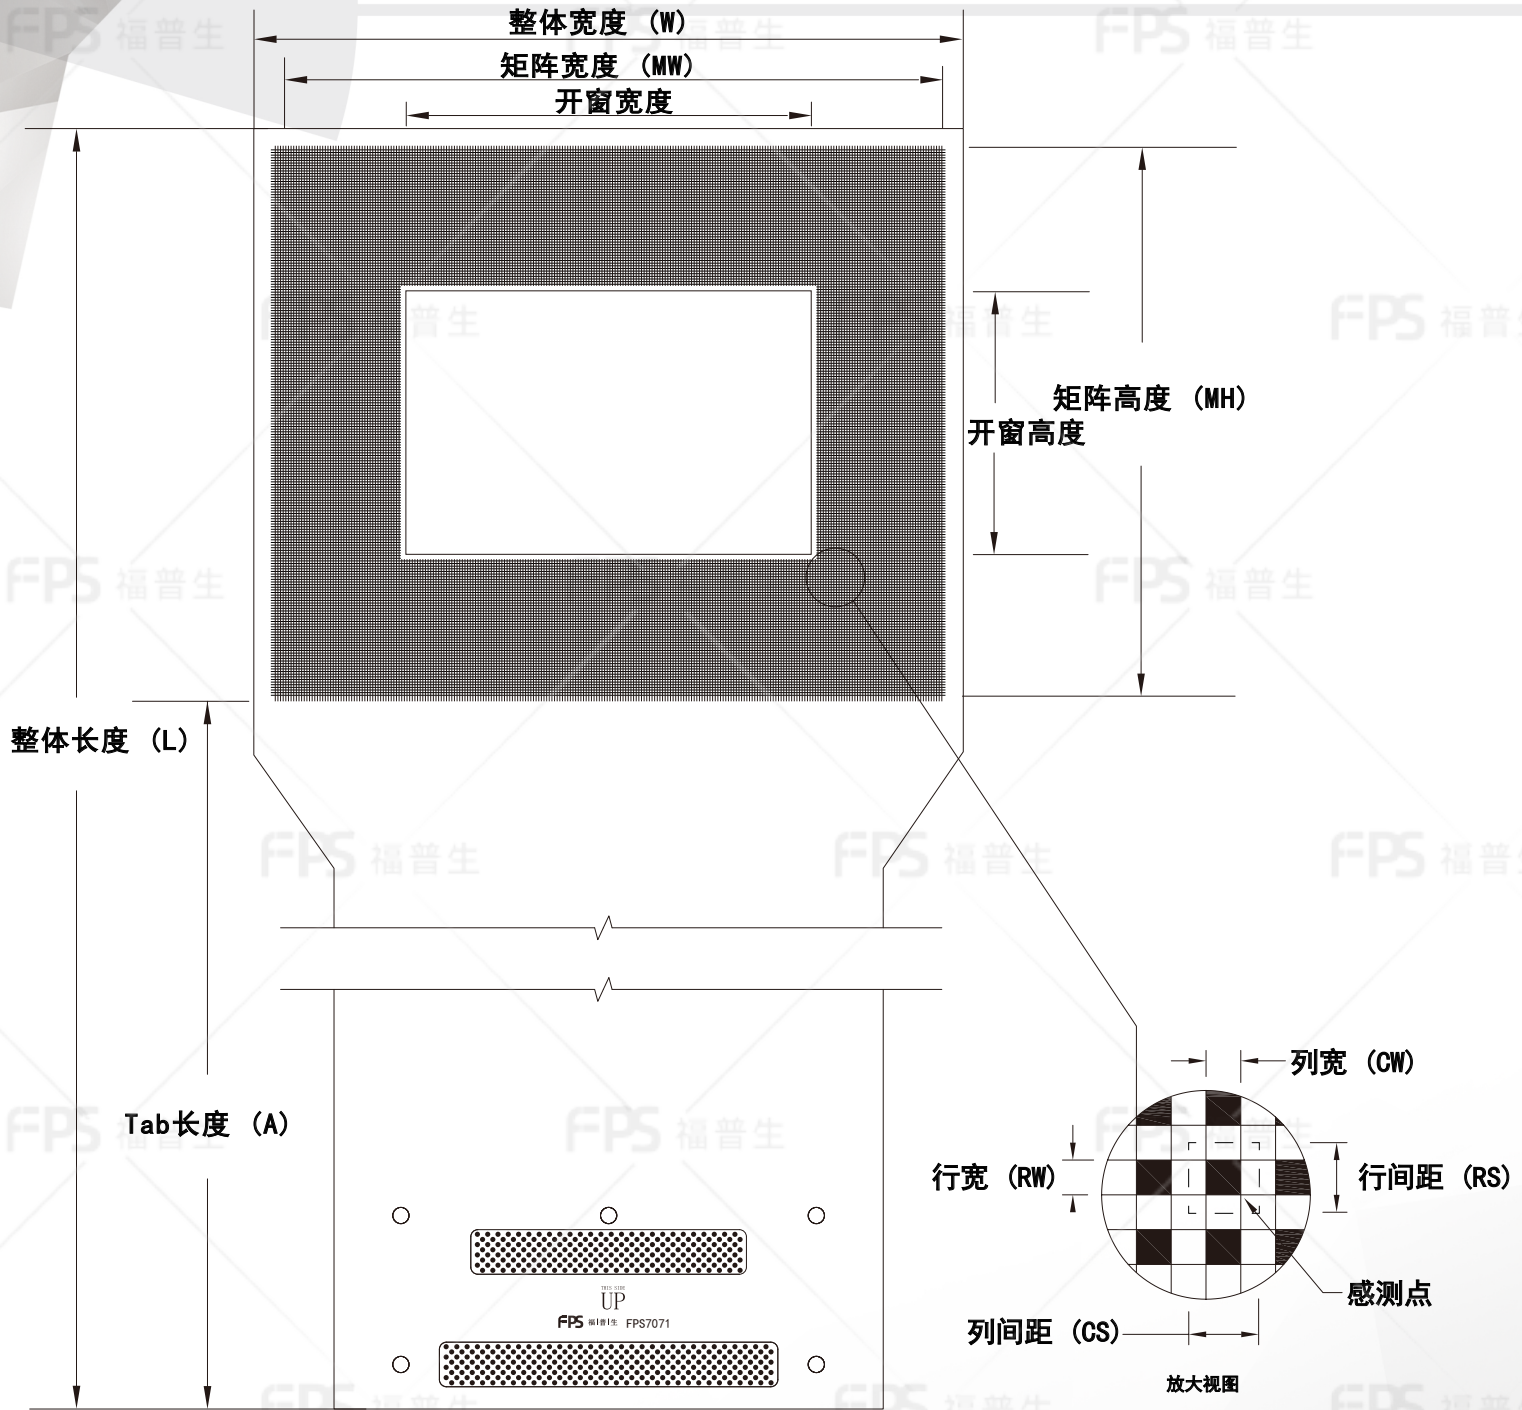 整体宽度 (W)
矩阵宽度 (MW)
开窗宽度
矩阵高度 (MH)
开窗高度
整体长度 (L)
Tab长度 (A)
列宽 (CW)
行宽 (RW)
行间距 (RS)
感测点
列间距 (CS)
放大视图
THIS SIDE
UP
FPS 福普生 FPS7071
FPS 福普生